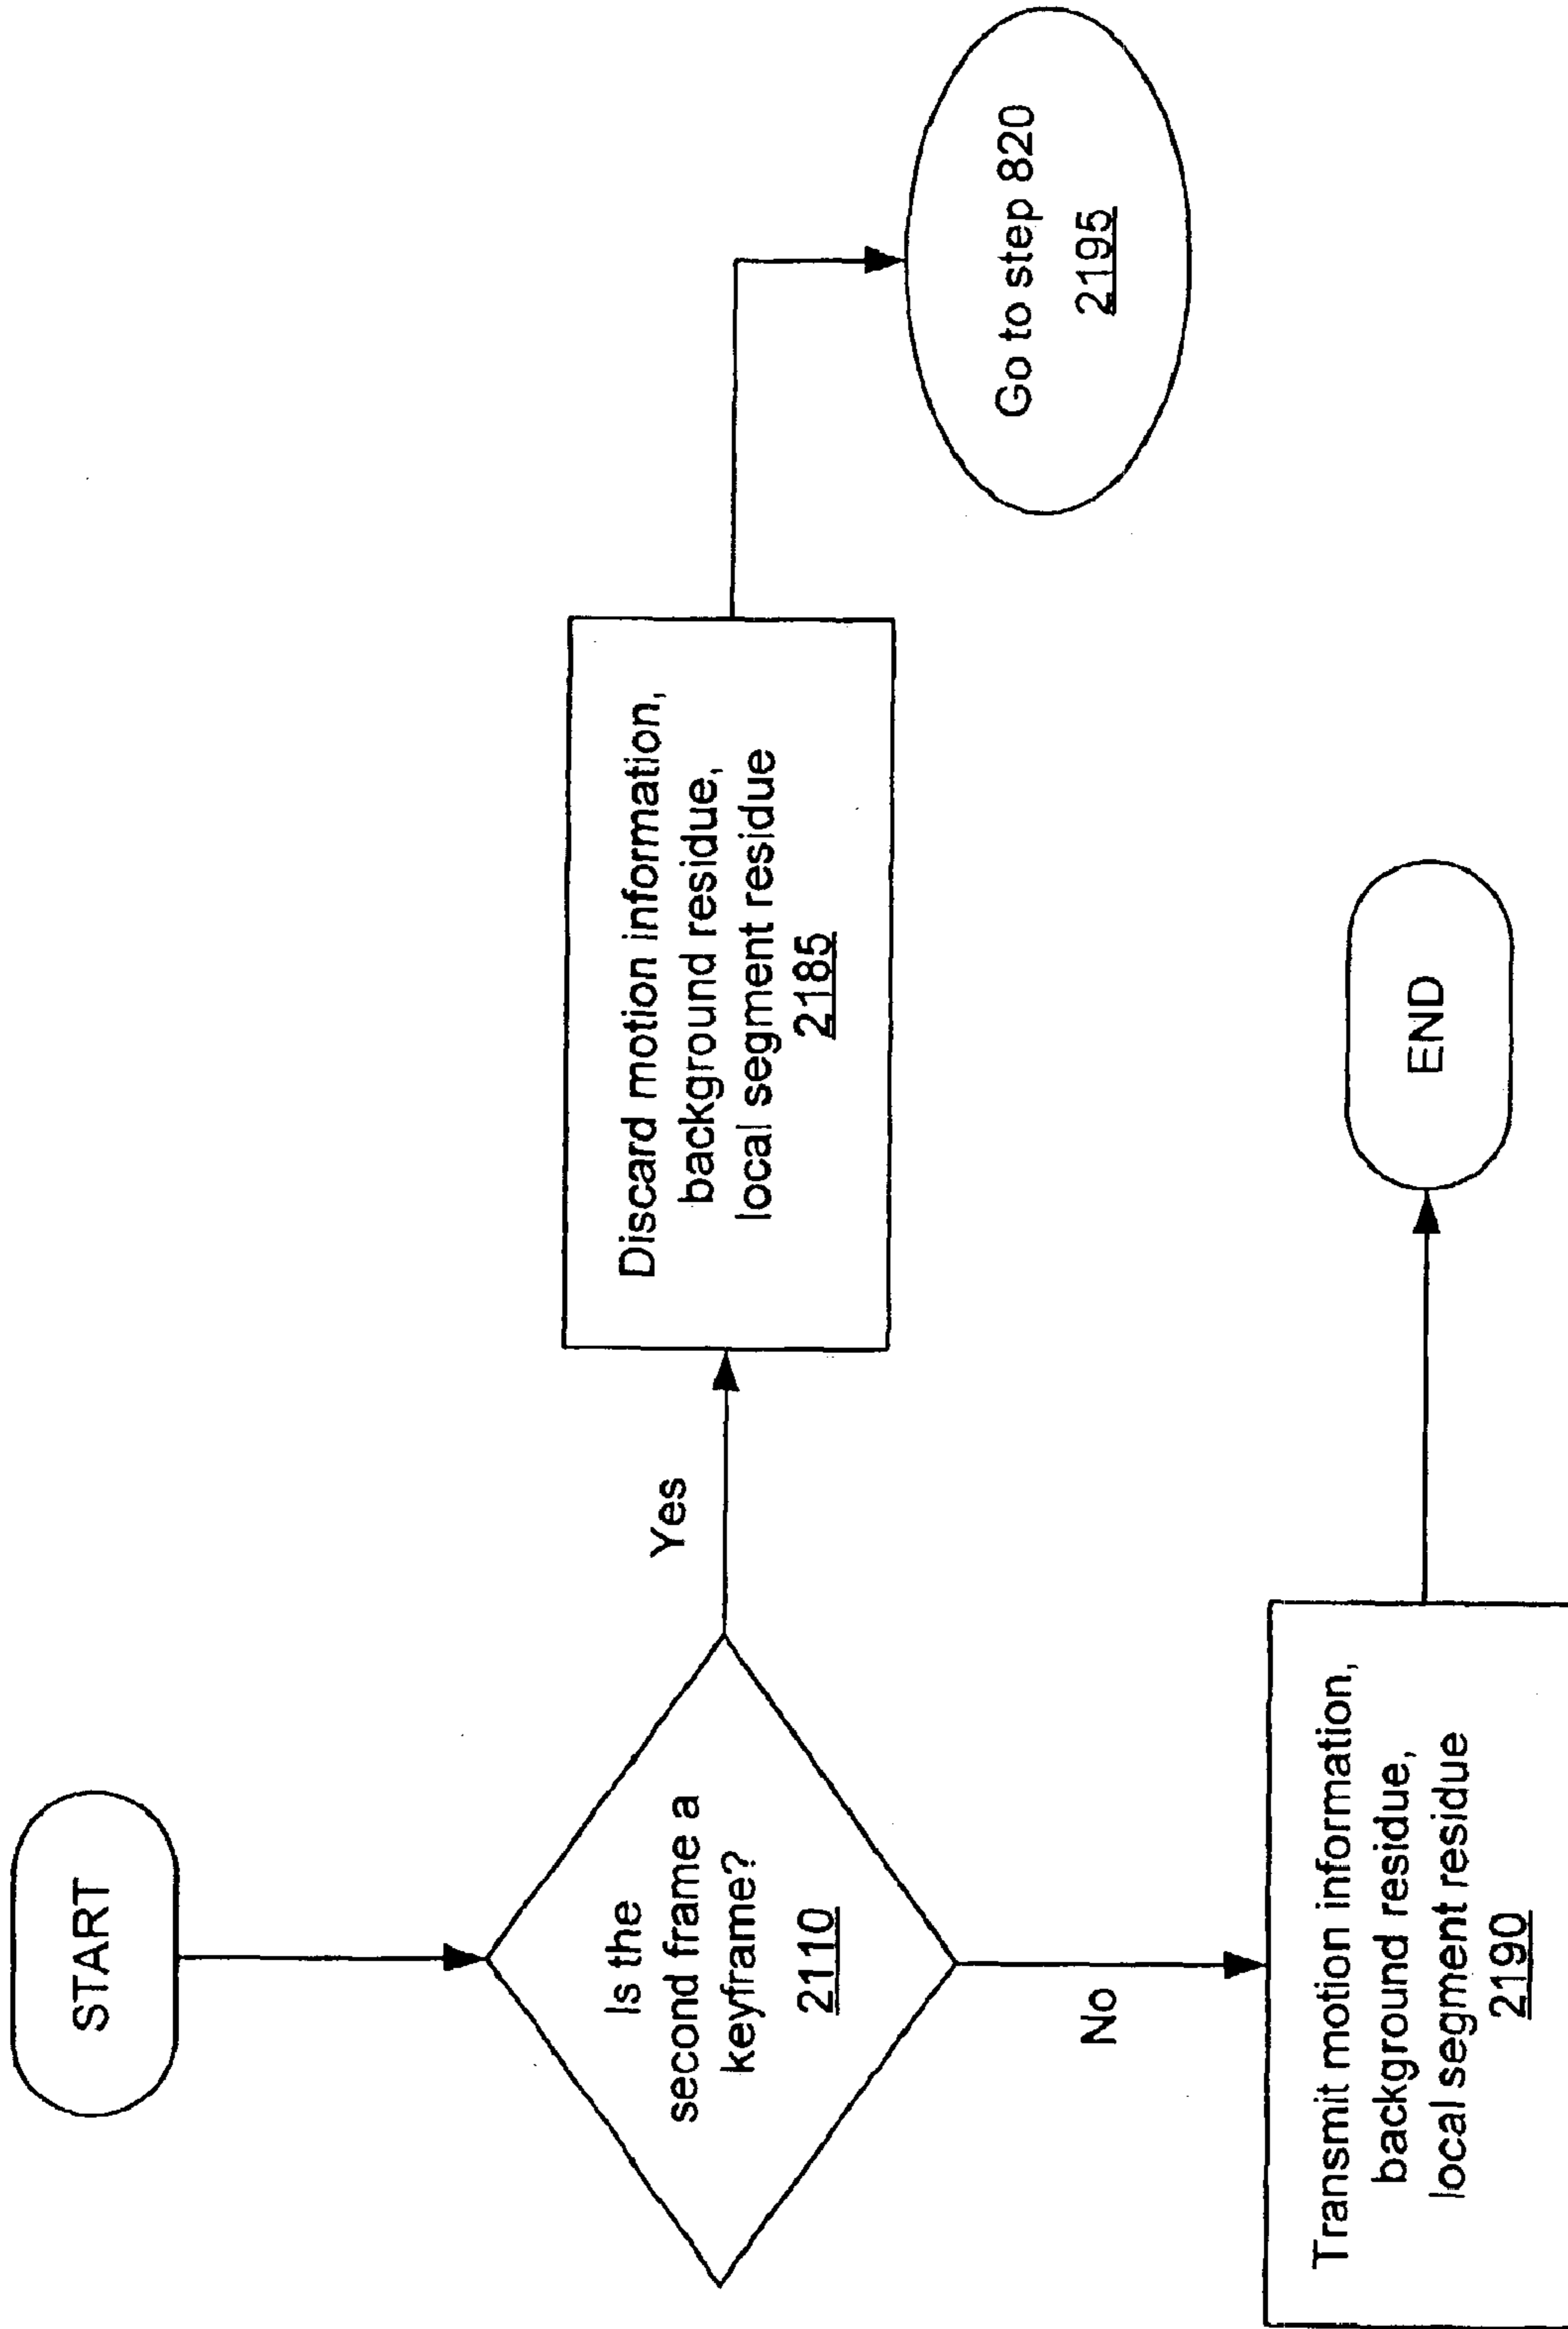 START
Is the
second frame a
keyframe?
2110
Yes
Discard motion information,
background residue,
local segment residue
2185
Go to step 820
2195
No
Transmit motion information,
background residue,
local segment residue
2190
END